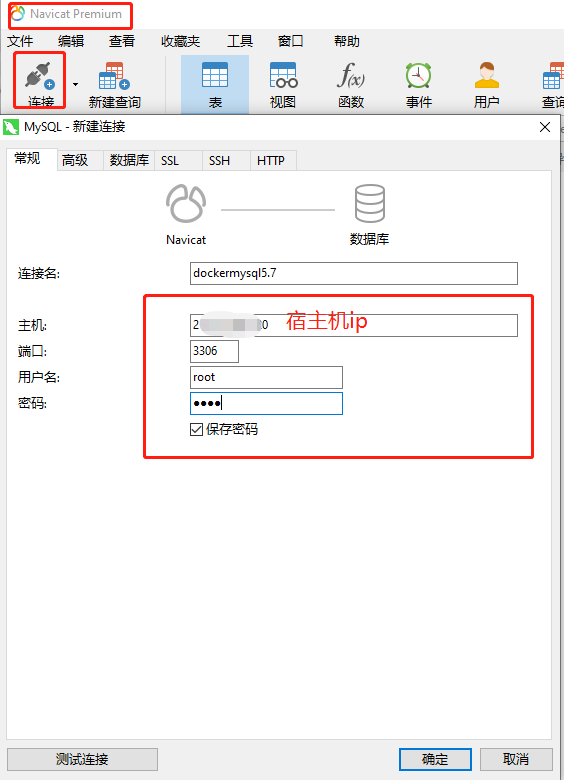 Navicat Premium
文件 编辑 查看 收藏夹 工具 窗口 帮助
连接 新建查询 表 视图 函数 事件 用户 查询
MySQL - 新建连接
常规 高级 数据库 SSL SSH HTTP
Navicat 数据库
连接名: dockermysql5.7
主机: 2 0 宿主机ip
端口: 3306
用户名: root
密码: ●●●●
保存密码
测试连接 确定 取消